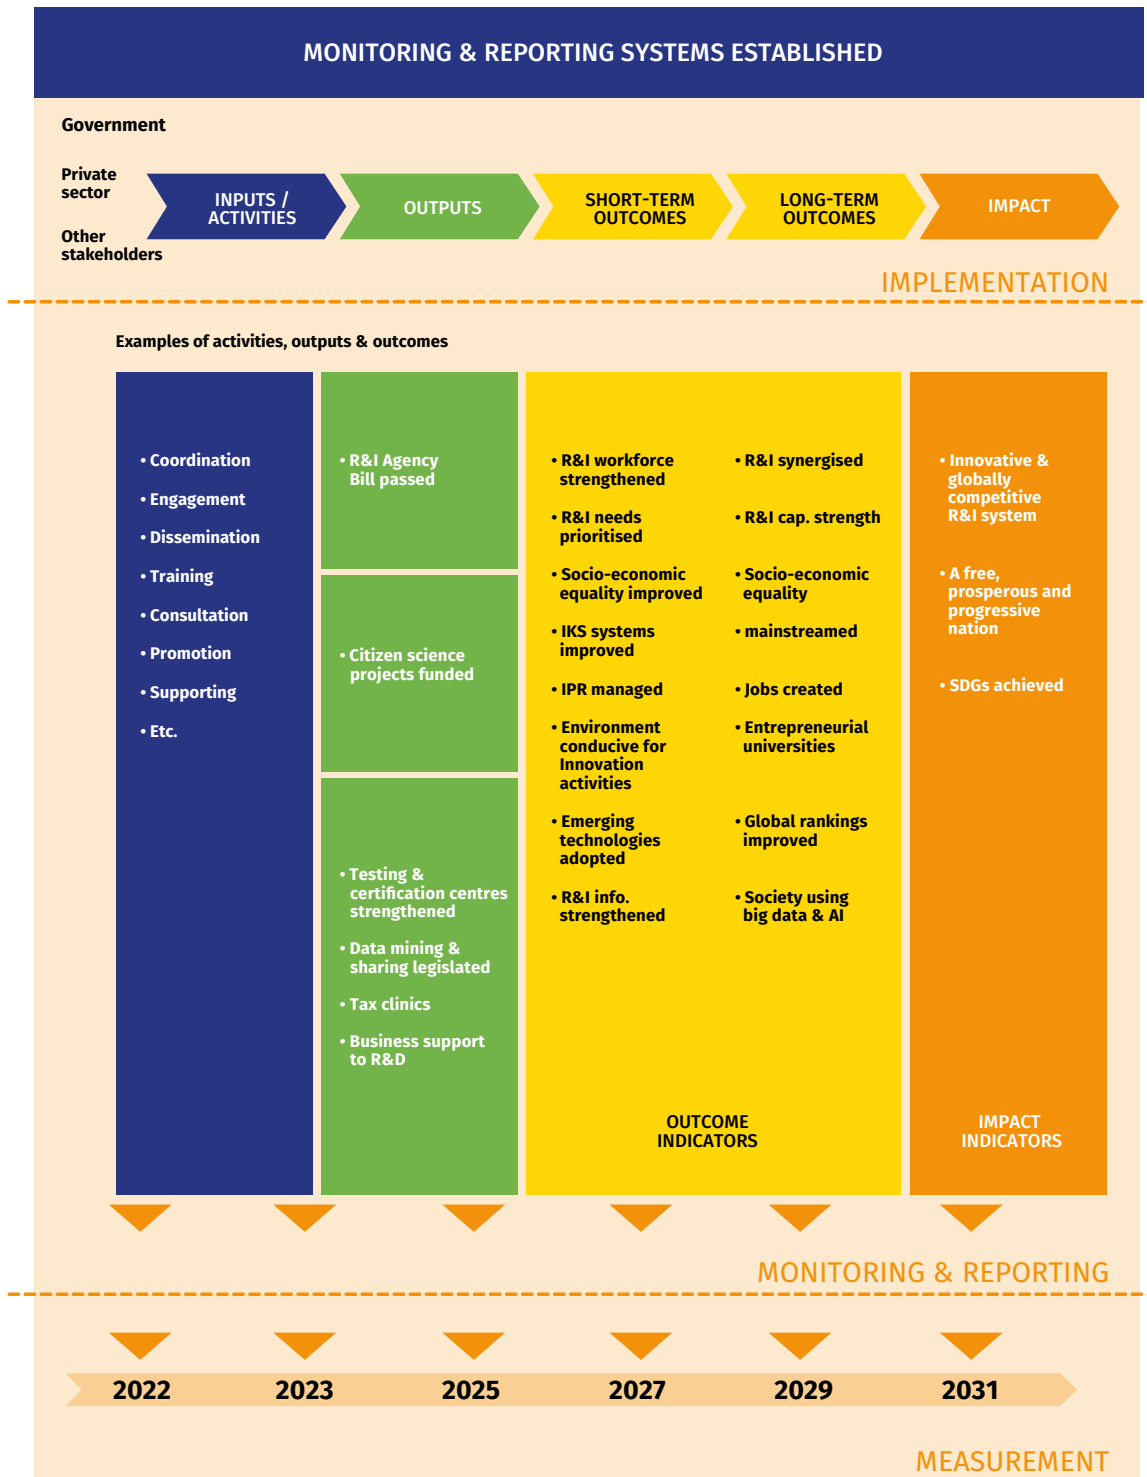 MONITORING & REPORTING SYSTEMS ESTABLISHED
Government
Private
sector
Other
stakeholders
INPUTS /
ACTIVITIES
OUTPUTS
SHORT-TERM
OUTCOMES
LONG-TERM
OUTCOMES
IMPACT
IMPLEMENTATION
Examples of activities, outputs & outcomes
• Coordination
• Engagement
• Dissemination
• Training
• Consultation
• Promotion
• Supporting
• Etc.
• R&I Agency
Bill passed
• Citizen science
projects funded
• Testing &
certification centres
strengthened
• Data mining &
sharing legislated
• Tax clinics
• Business support
to R&D
• R&I workforce
strengthened
• R&I needs
prioritised
• Socio-economic
equality improved
• IKS systems
improved
• IPR managed
• Environment
conducive for
Innovation
activities
• Emerging
technologies
adopted
• R&I info.
strengthened
• R&I synergised
• R&I cap. strength
• Socio-economic
equality
• mainstreamed
• Jobs created
• Entrepreneurial
universities
• Global rankings
improved
• Society using
big data & AI
OUTCOME
INDICATORS
• Innovative &
globally
competitive
R&I system
• A free,
prosperous and
progressive
nation
• SDGs achieved
IMPACT
INDICATORS
MONITORING & REPORTING
2022
2023
2025
2027
2029
2031
MEASUREMENT